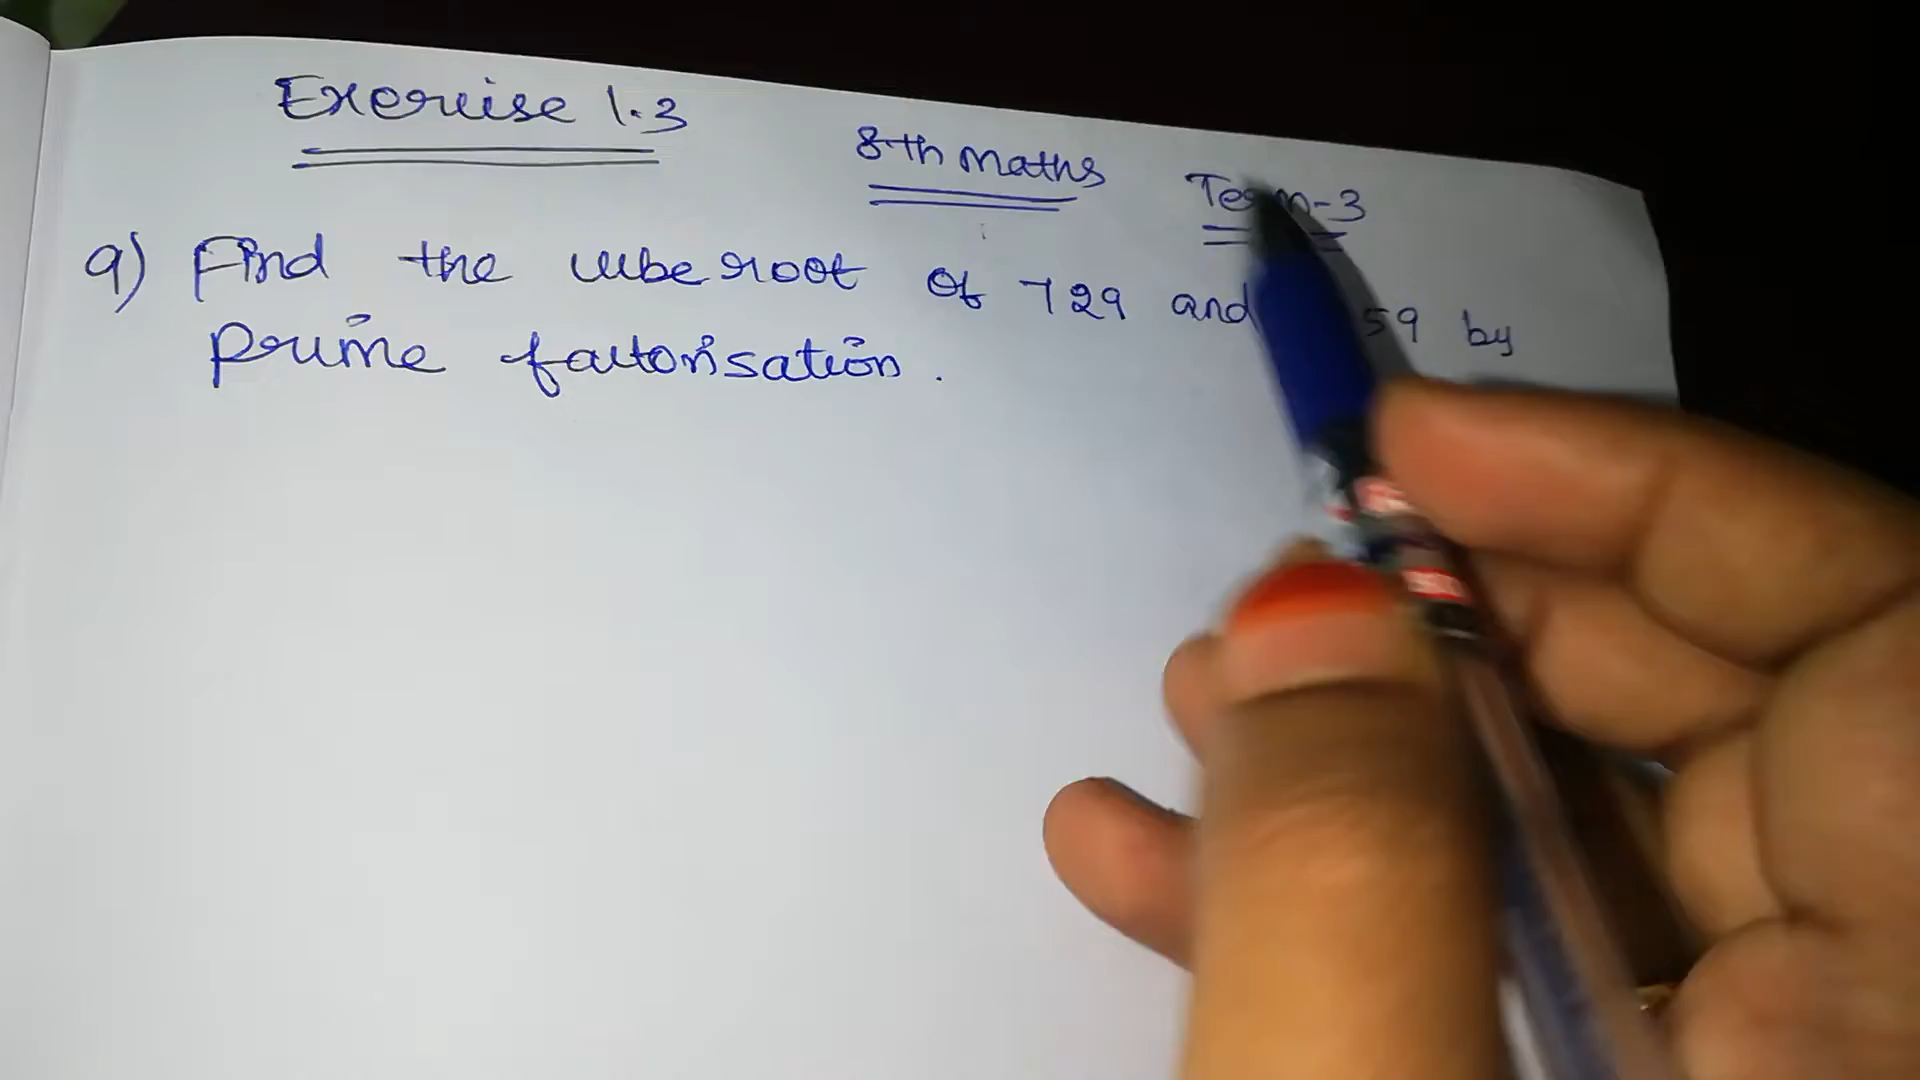 Exercise 1.3
8th maths
Term-3
9) Find the cube root of 729 and 59 by
prime factorisation.